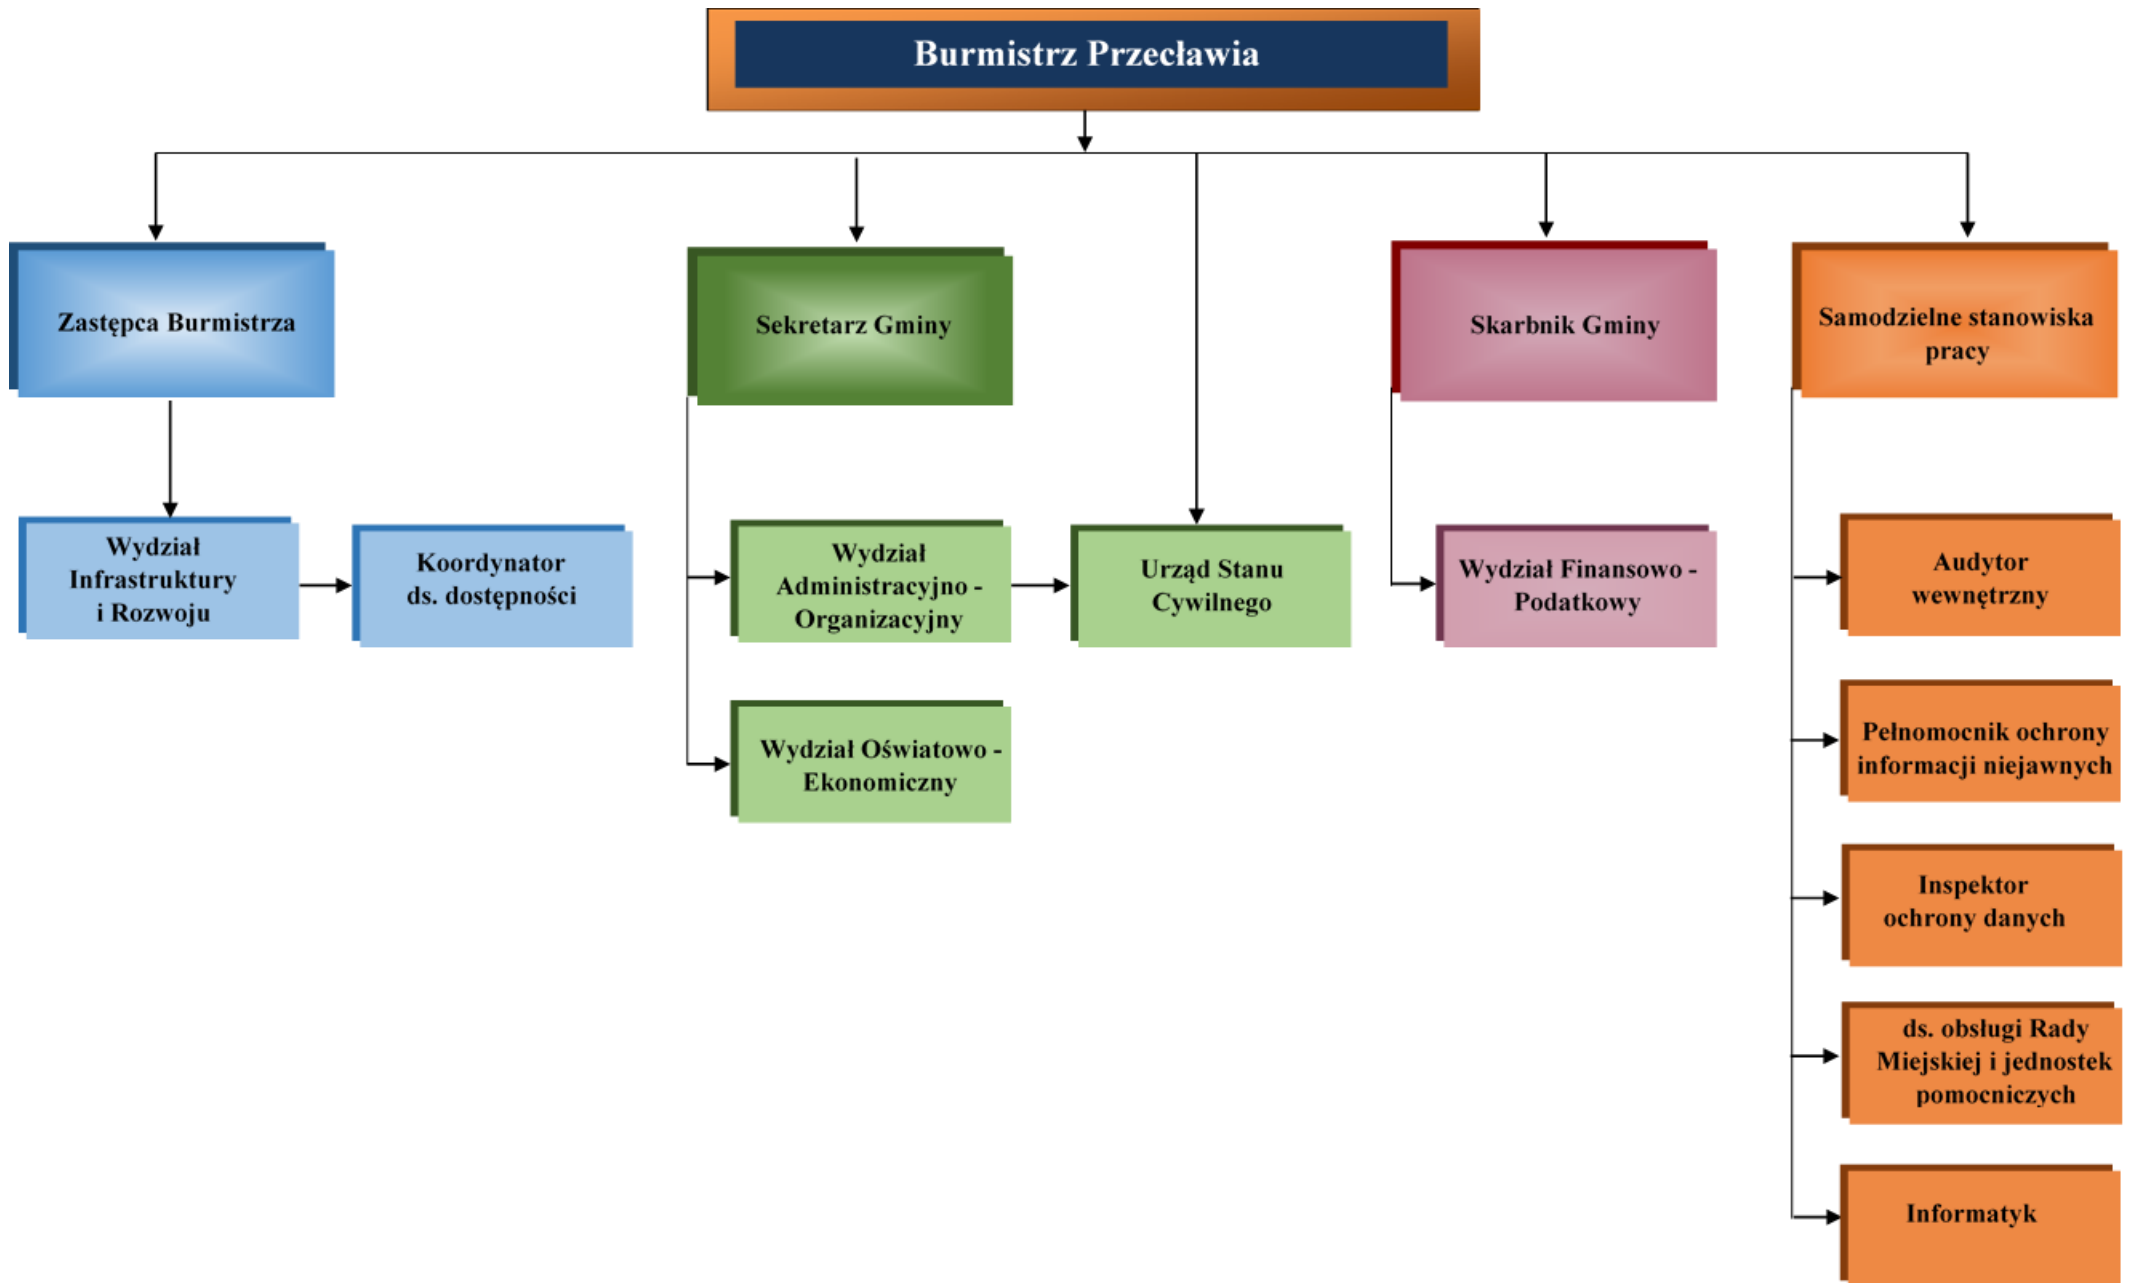 Burmistrz Przecławia
Zastępca Burmistrza
Sekretarz Gminy
Skarbnik Gminy
Samodzielne stanowiska
pracy
Wydział
Infrastruktury
i Rozwoju
Koordynator
ds. dostępności
Wydział
Administracyjno -
Organizacyjny
Urząd Stanu
Cywilnego
Wydział Finansowo -
Podatkowy
Audytor
wewnętrzny
Wydział Oświatowo -
Ekonomiczny
Pełnomocnik ochrony
informacji niejawnych
Inspektor
ochrony danych
ds. obsługi Rady
Miejskiej i jednostek
pomocniczych
Informatyk